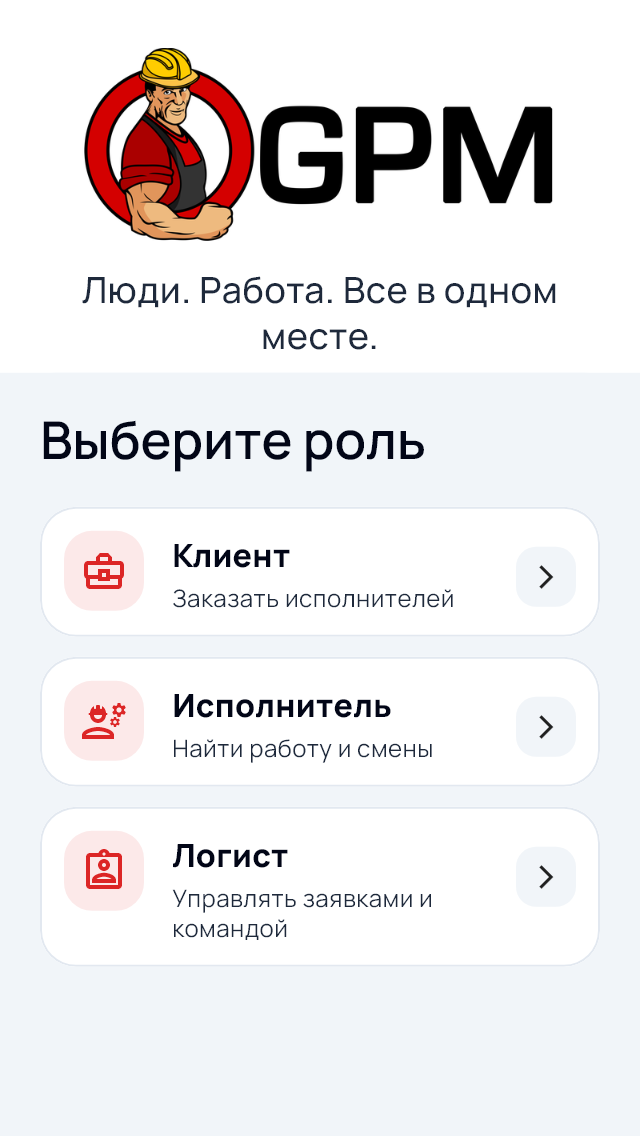 GPM
Люди. Работа. Все в одном
месте.
Выберите роль
Клиент
Заказать исполнителей
Исполнитель
Найти работу и смены
Логист
Управлять заявками и
командой